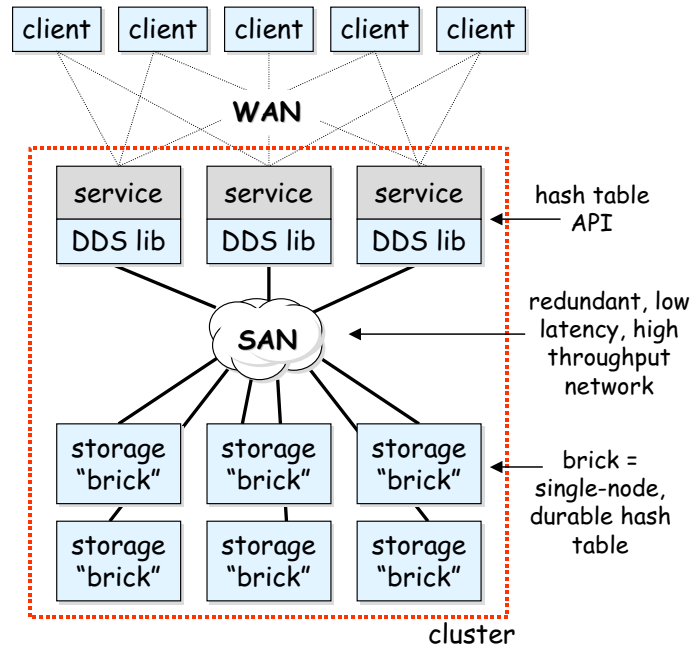 client client client client client
WAN
service service service
DDS lib DDS lib DDS lib
hash table
API
SAN
redundant, low
latency, high
throughput
network
storage storage storage
“brick” “brick” “brick”
brick =
single-node,
durable hash
table
storage storage storage
“brick” “brick” “brick”
cluster